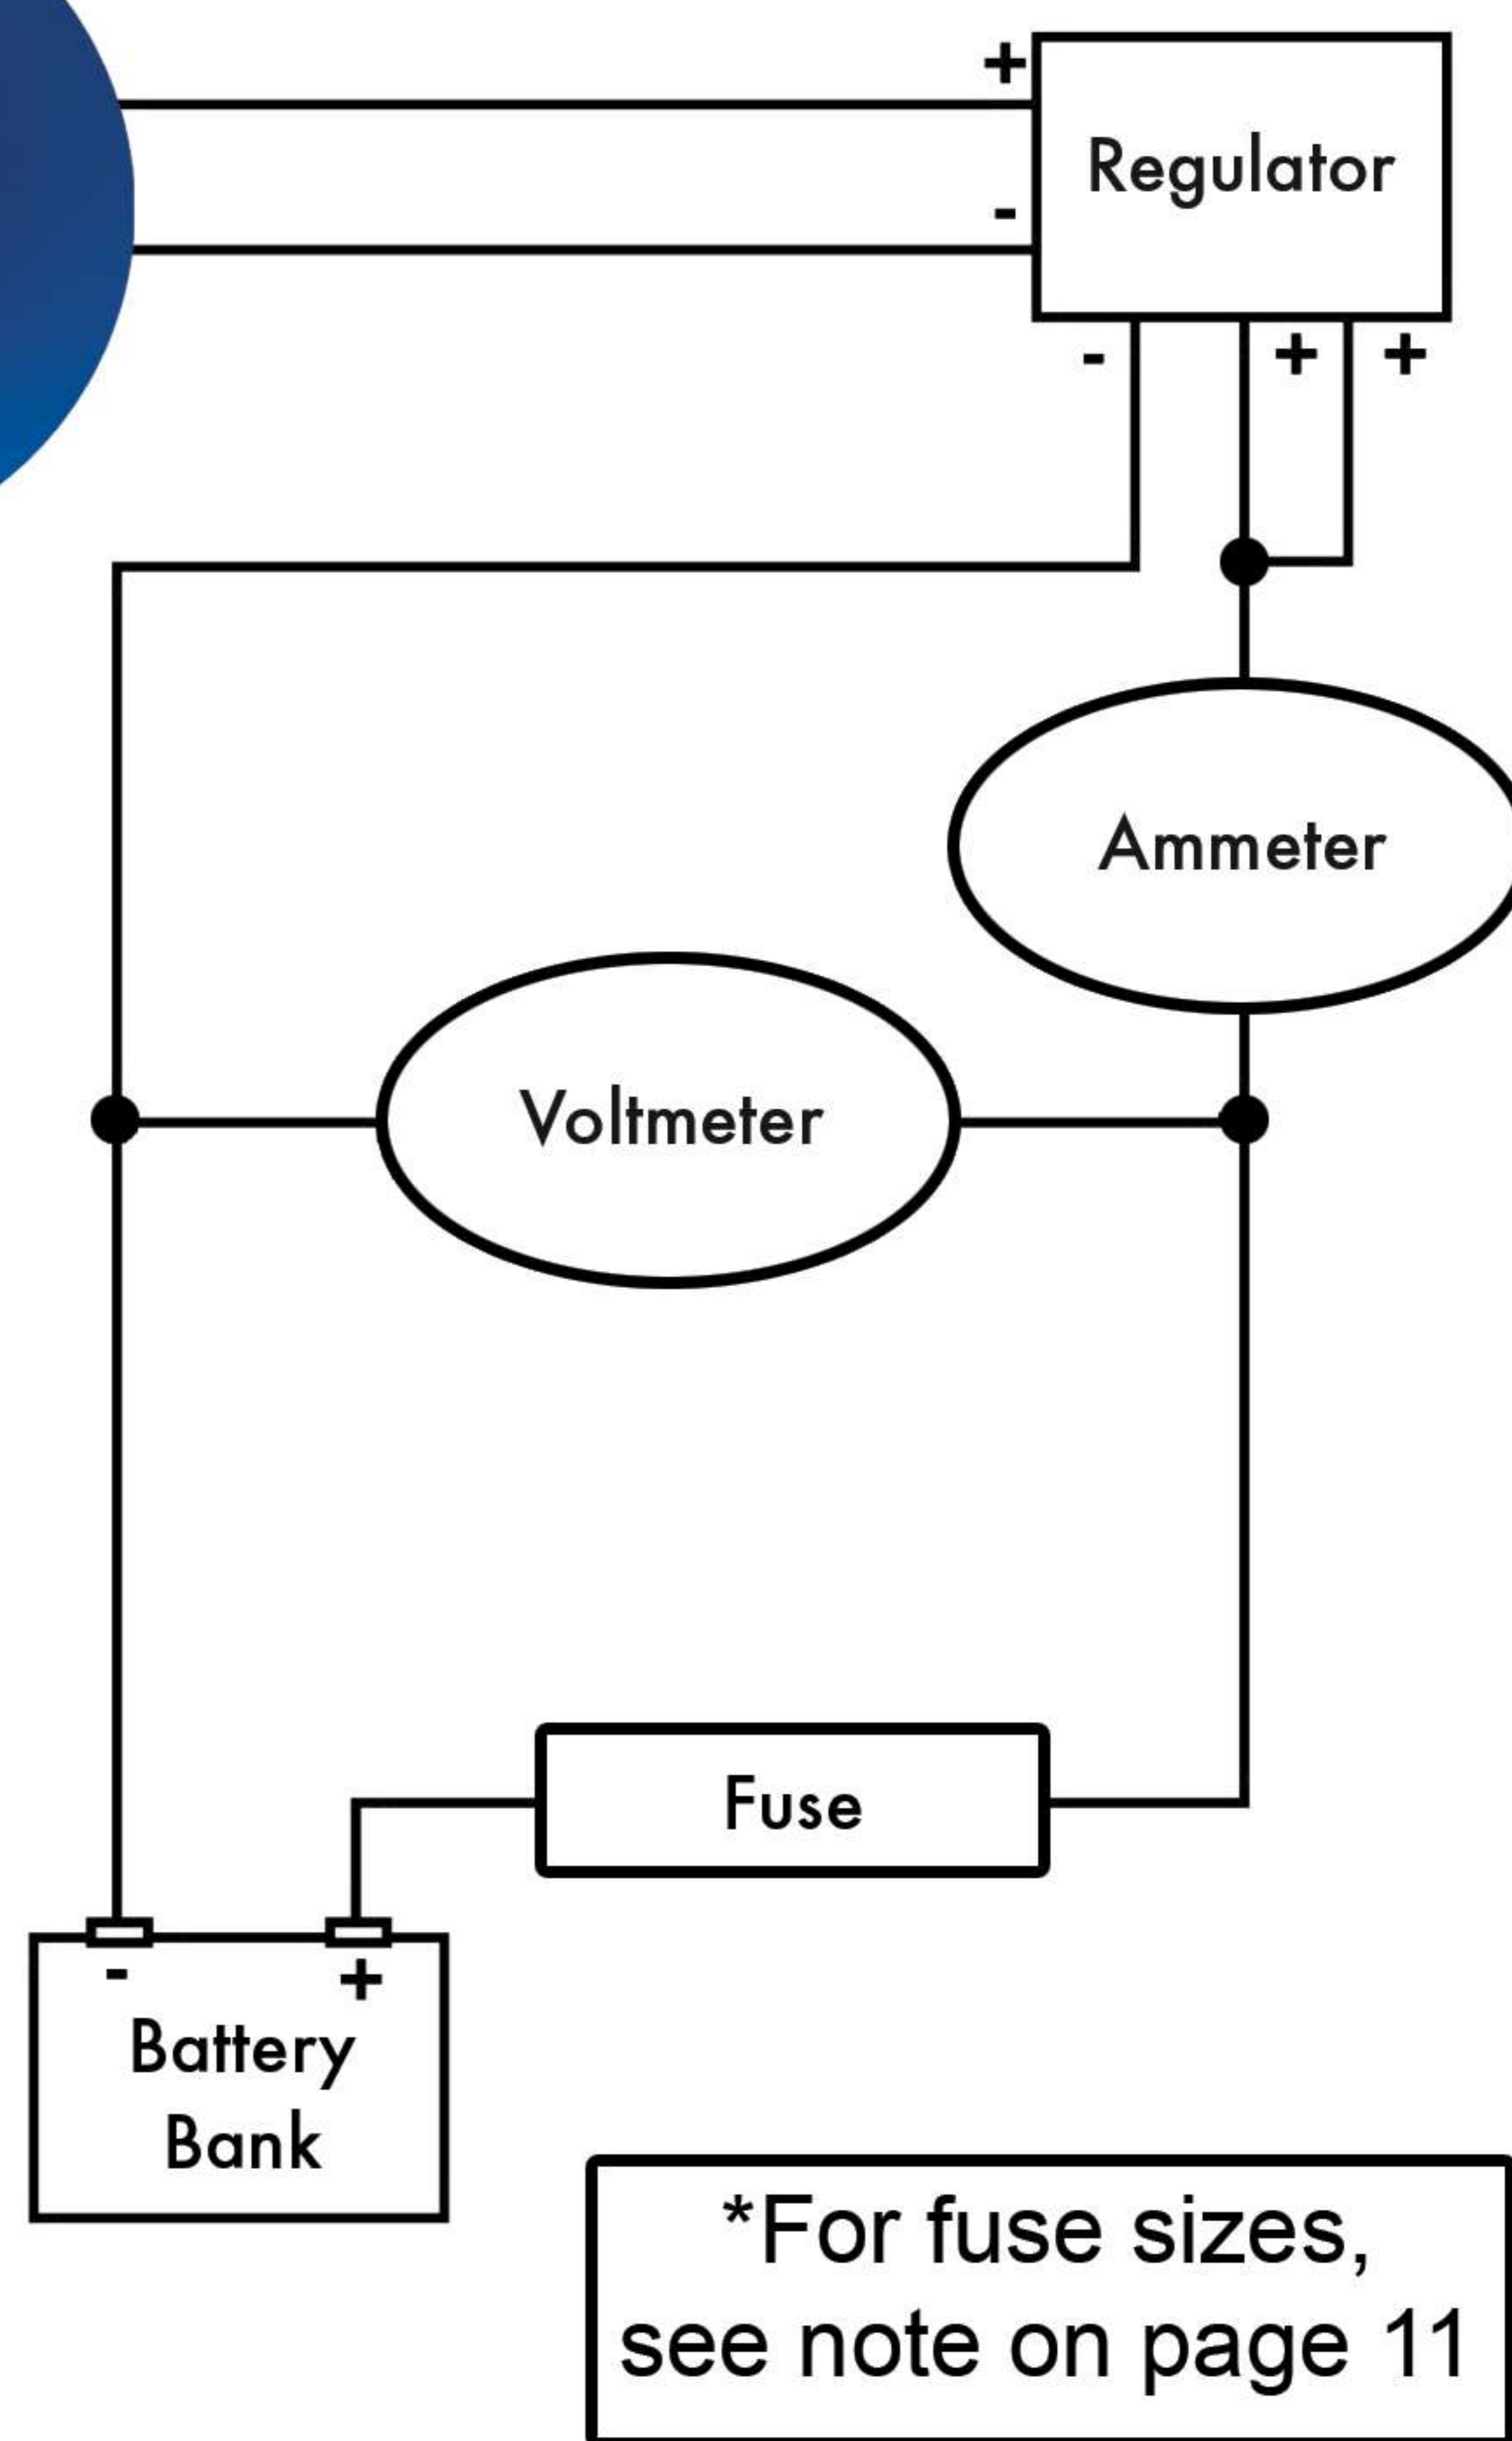 +
Regulator
-
- + +
Ammeter
Voltmeter
Fuse
- +
Battery
Bank
*For fuse sizes,
see note on page 11